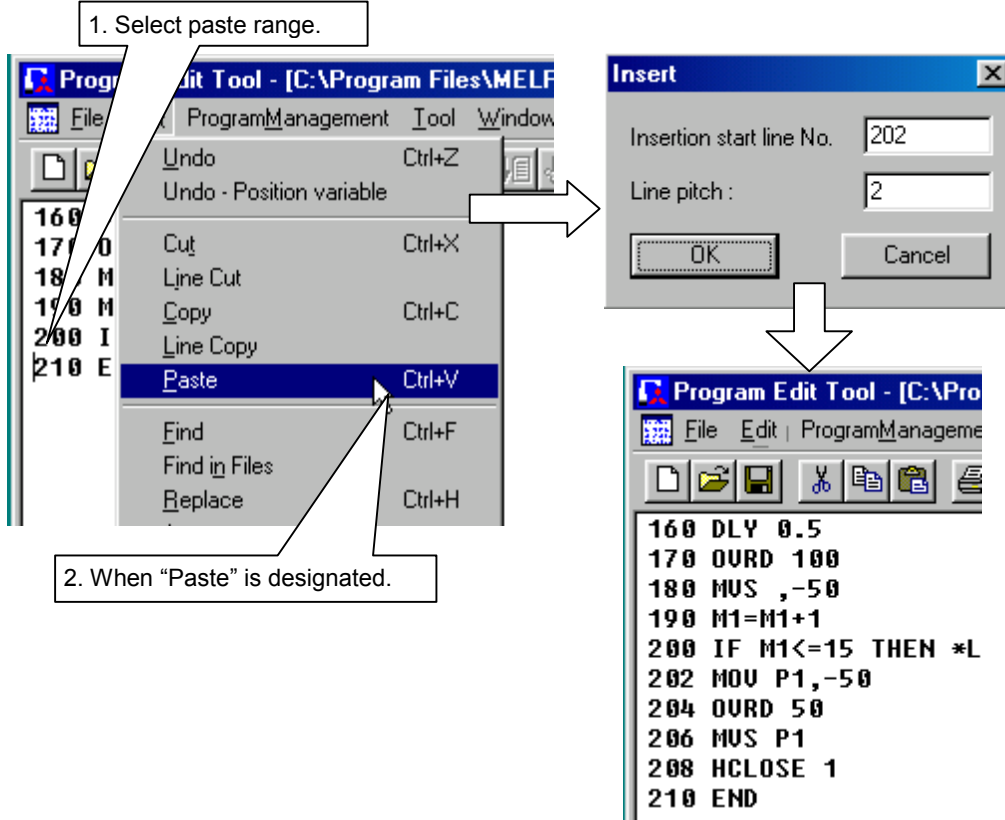 1. Select paste range.
Program Edit Tool - [C:\Program Files\MELF
File ProgramManagement Tool Window
Undo Ctrl+Z
Undo - Position variable
Cut Ctrl+X
Line Cut
Copy Ctrl+C
Line Copy
Paste Ctrl+V
Find Ctrl+F
Find in Files
Replace Ctrl+H
160
170 O
180 M
190 M
200 I
210 E
2. When “Paste” is designated.
Insert
Insertion start line No. 202
Line pitch : 2
OK Cancel
Program Edit Tool - [C:\Pro
File Edit ProgramManageme
160 DLY 0.5
170 OVRD 100
180 MVS ,-50
190 M1=M1+1
200 IF M1<=15 THEN *L
202 MOV P1,-50
204 OVRD 50
206 MVS P1
208 HCLOSE 1
210 END